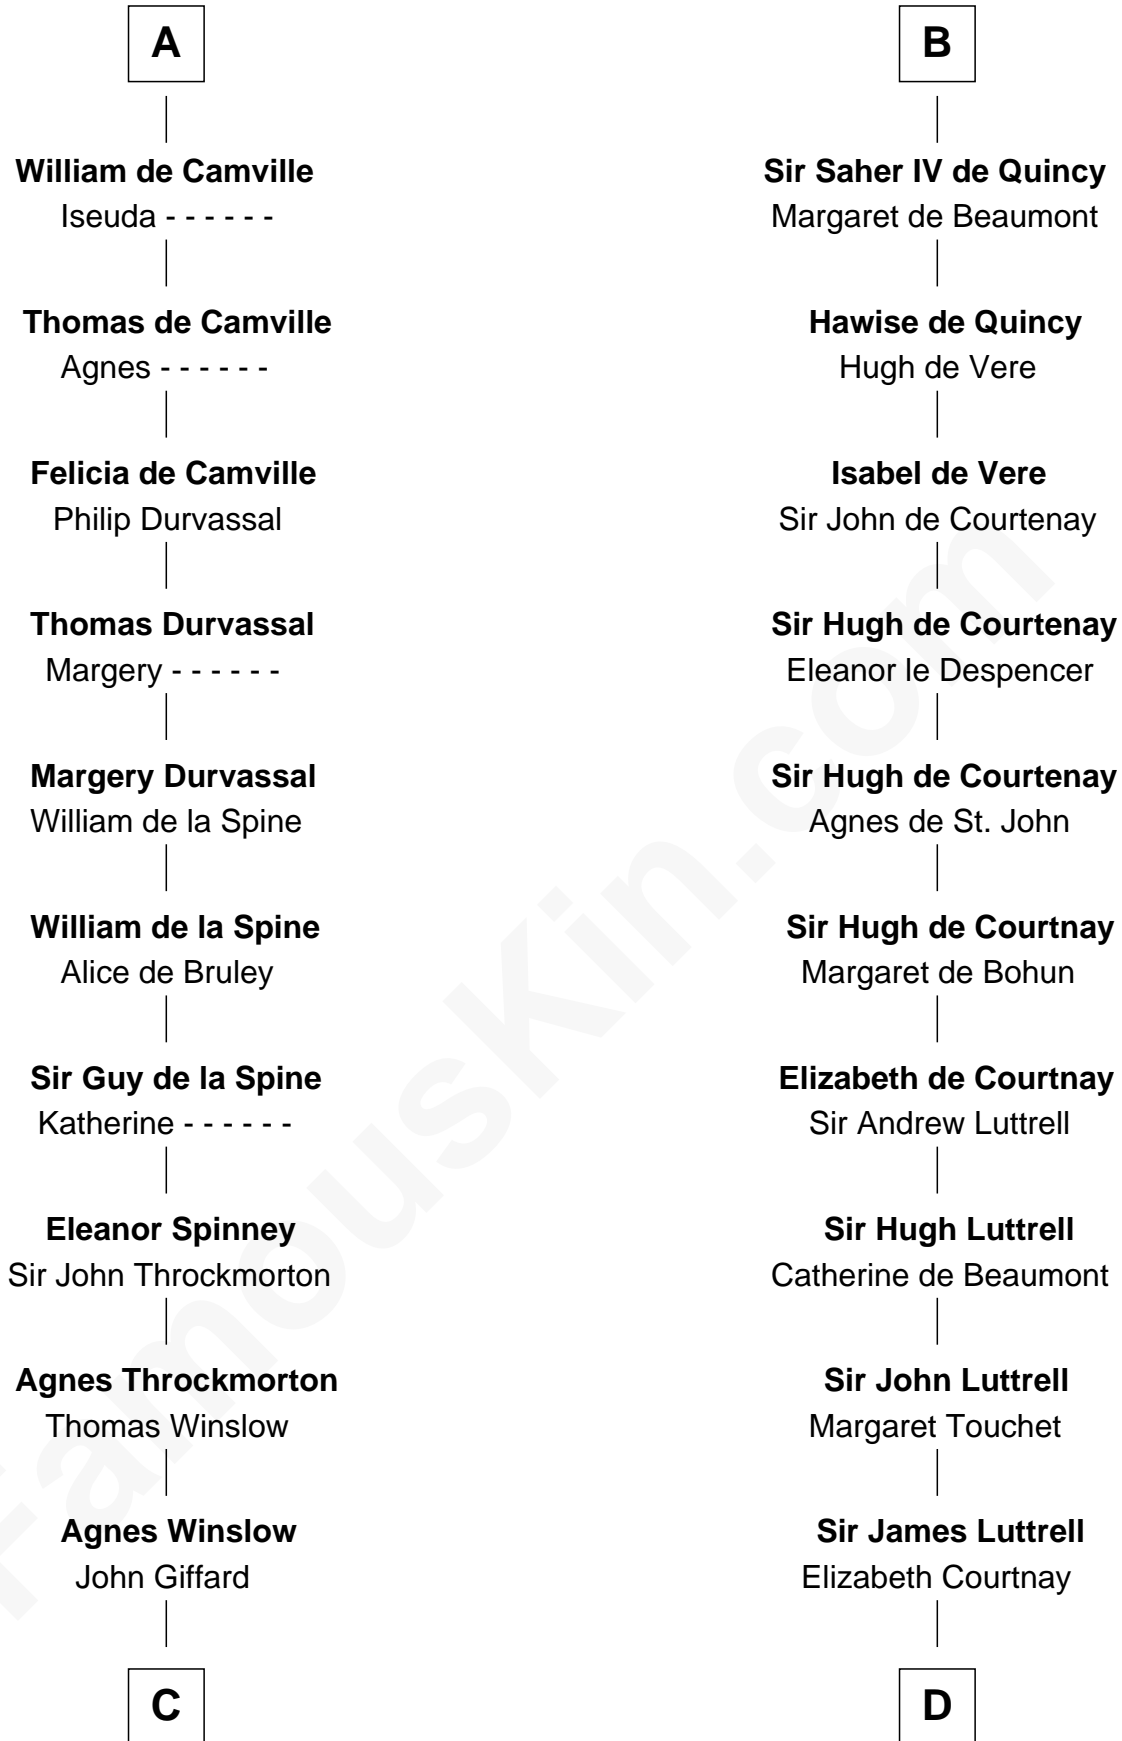 A
William de Camville
Iseuda - - - - - -
Thomas de Camville
Agnes - - - - - -
Felicia de Camville
Philip Durvassal
Thomas Durvassal
Margery - - - - - -
Margery Durvassal
William de la Spine
William de la Spine
Alice de Bruley
Sir Guy de la Spine
Katherine - - - - - -
Eleanor Spinney
Sir John Throckmorton
Agnes Throckmorton
Thomas Winslow
Agnes Winslow
John Giffard
C
B
Sir Saher IV de Quincy
Margaret de Beaumont
Hawise de Quincy
Hugh de Vere
Isabel de Vere
Sir John de Courtenay
Sir Hugh de Courtenay
Eleanor le Despencer
Sir Hugh de Courtenay
Agnes de St. John
Sir Hugh de Courtnay
Margaret de Bohun
Elizabeth de Courtnay
Sir Andrew Luttrell
Sir Hugh Luttrell
Catherine de Beaumont
Sir John Luttrell
Margaret Touchet
Sir James Luttrell
Elizabeth Courtnay
D
FamousKin.com